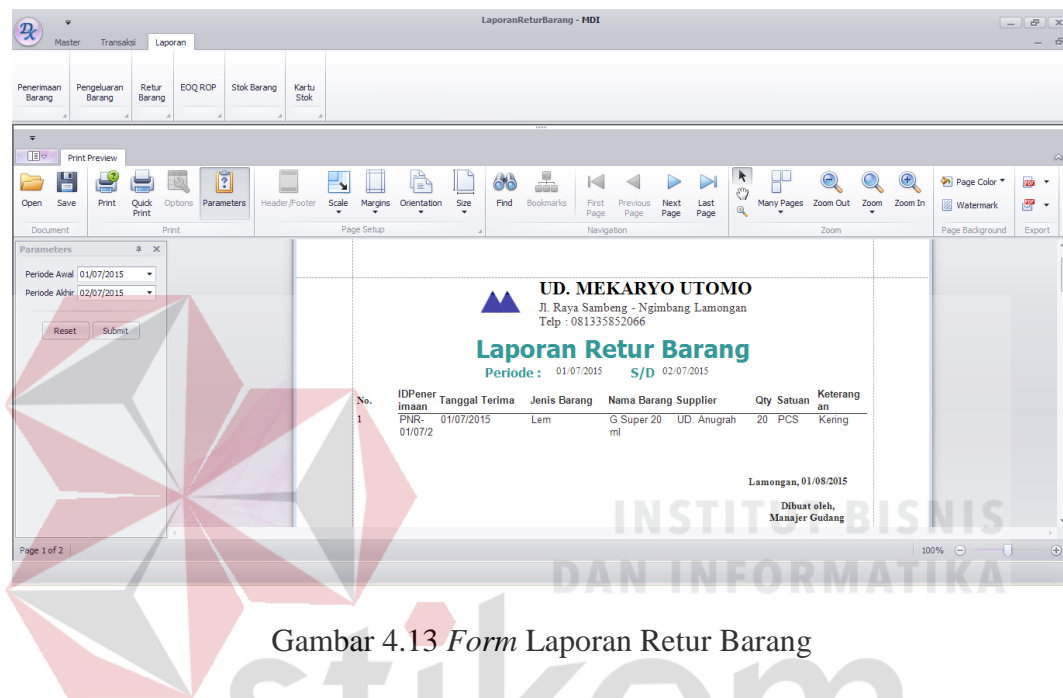 LaporanReturBarang - MDI
Master Transaksi Laporan
Penerimaan Barang
Pengeluaran Barang
Retur Barang
EOQ ROP
Stok Barang
Kartu Stok
Print Preview
Open Save Print Quick Print Options Parameters Header/Footer Scale Margins Orientation Size Find Bookmarks First Page Previous Page Next Page Last Page Many Pages Zoom Out Zoom Zoom In Page Color
Watermark
Document Print Page Setup Navigation Zoom Page Background Export
Parameters
Periode Awal 01/07/2015
Periode Akhir 02/07/2015
Reset Submit
UD. MEKARYO UTOMO
Jl. Raya Sambeng - Ngimbang Lamongan
Telp : 081335852066
Laporan Retur Barang
Periode : 01/07/2015 S/D 02/07/2015
No. IDPenerimaan Tanggal Terima Jenis Barang Nama Barang Supplier Qty Satuan Keterangan
1 PNR-01/07/2 01/07/2015 Lem G Super 20 ml UD. Anugrah 20 PCS Kering
Lamongan, 01/08/2015
Dibuat oleh,
Manajer Gudang
INSTITUT BISNIS
Page 1 of 2 100%
DAN INFORMATIKA
Gambar 4.13 Form Laporan Retur Barang
stikom